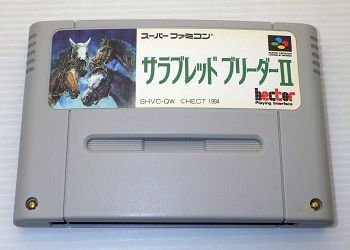 スーパーファミコン
サラブレッド ブリーダーII
SHVC-QW ©HECT 1994
hector
Playing Interface